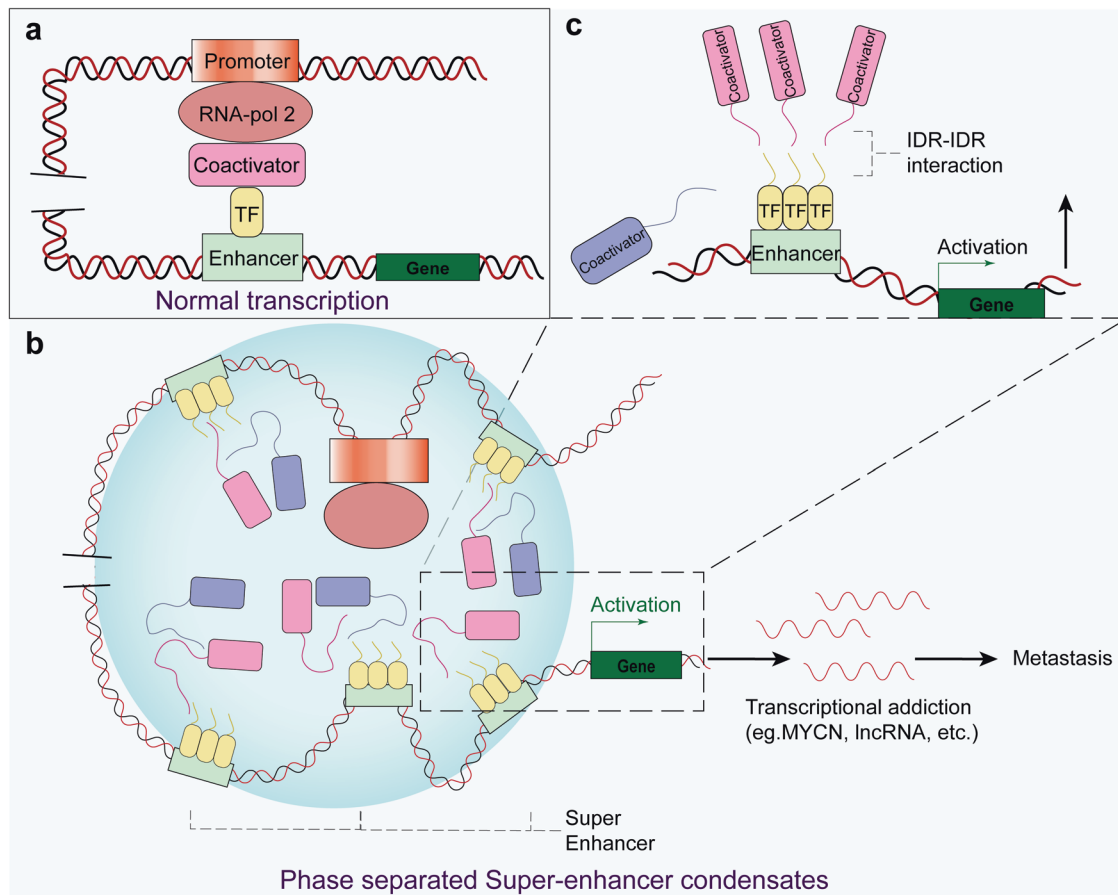 a
Promoter
RNA-pol 2
Coactivator
TF
Enhancer
Gene
Normal transcription
c
Coactivator
Coactivator
Coactivator
IDR-IDR
interaction
TF TF TF
Coactivator
Enhancer
Activation
Gene
b
Activation
Gene
Metastasis
Transcriptional addiction
(eg.MYCN, lncRNA, etc.)
Super
Enhancer
Phase separated Super-enhancer condensates